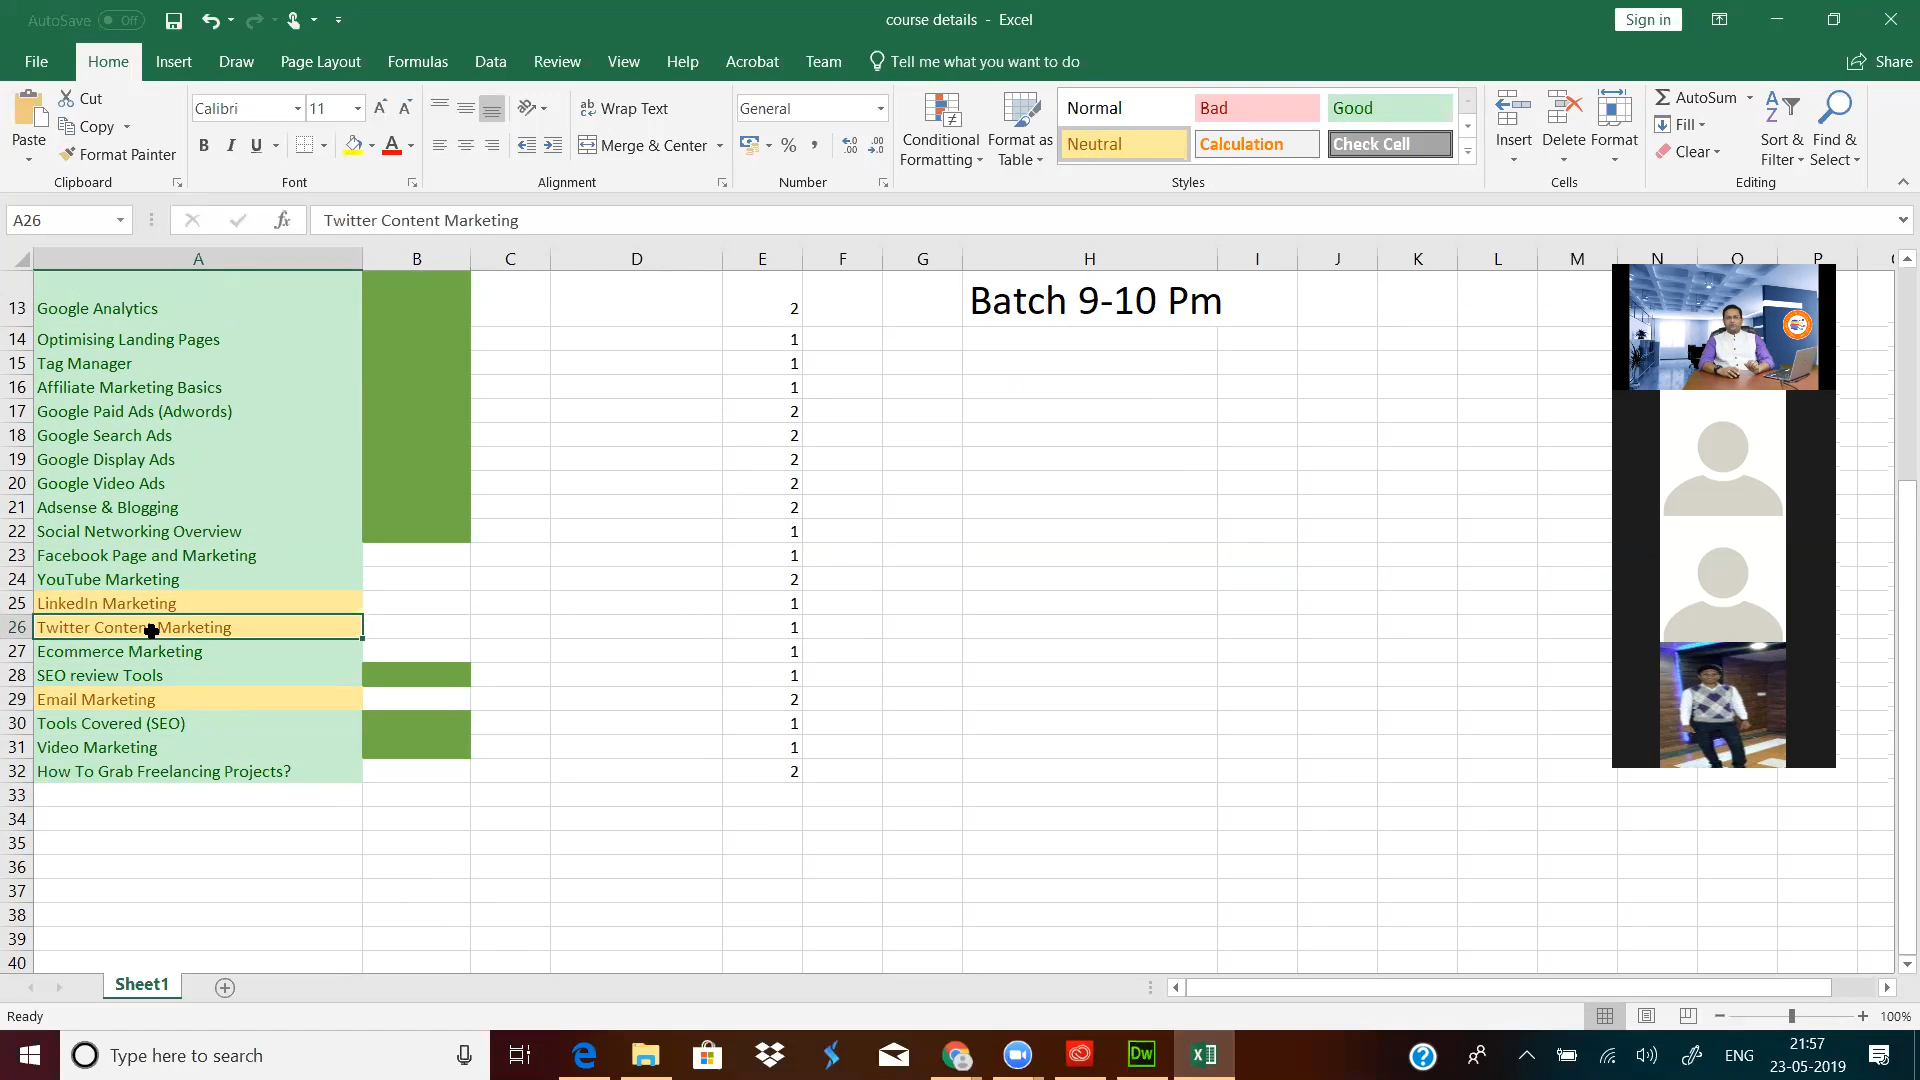 AutoSave Off
course details - Excel
Sign in
File Home Insert Draw Page Layout Formulas Data Review View Help Acrobat Team Tell me what you want to do Share
Paste
Cut
Copy
Format Painter
Clipboard
Calibri 11
B I U
Font
Wrap Text
Merge & Center
Alignment
General
%
Number
Conditional Formatting
Format as Table
Normal Bad Good
Neutral Calculation Check Cell
Styles
Insert Delete Format
Cells
AutoSum
Fill
Clear
Sort & Filter
Find & Select
Editing
A26 fx Twitter Content Marketing
A B C D E F G H I J K L M N O P
13 Google Analytics 2 Batch 9-10 Pm
14 Optimising Landing Pages 1
15 Tag Manager 1
16 Affiliate Marketing Basics 1
17 Google Paid Ads (Adwords) 2
18 Google Search Ads 2
19 Google Display Ads 2
20 Google Video Ads 2
21 Adsense & Blogging 2
22 Social Networking Overview 1
23 Facebook Page and Marketing 1
24 YouTube Marketing 2
25 LinkedIn Marketing 1
26 Twitter Content Marketing 1
27 Ecommerce Marketing 1
28 SEO review Tools 1
29 Email Marketing 2
30 Tools Covered (SEO) 1
31 Video Marketing 1
32 How To Grab Freelancing Projects? 2
33
34
35
36
37
38
39
40
Sheet1
Ready
100%
Type here to search
Dw
ENG
21:57
23-05-2019